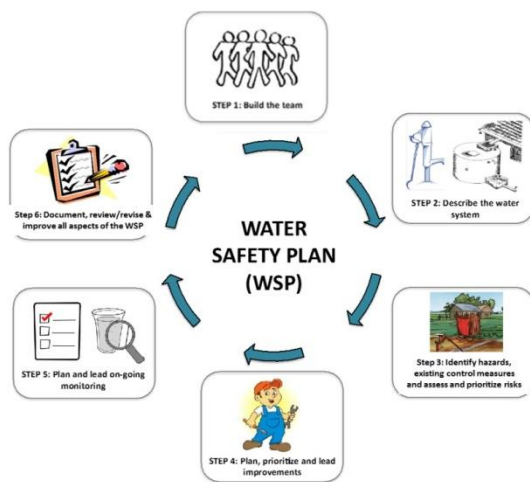 STEP 1: Build the team
STEP 2: Describe the water
system
Step 3: Identify hazards,
existing control measures
and assess and prioritize risks
STEP 4: Plan, prioritize and lead
improvements
STEP 5: Plan and lead on-going
monitoring
Step 6: Document, review/revise &
improve all aspects of the WSP
WATER
SAFETY PLAN
(WSP)